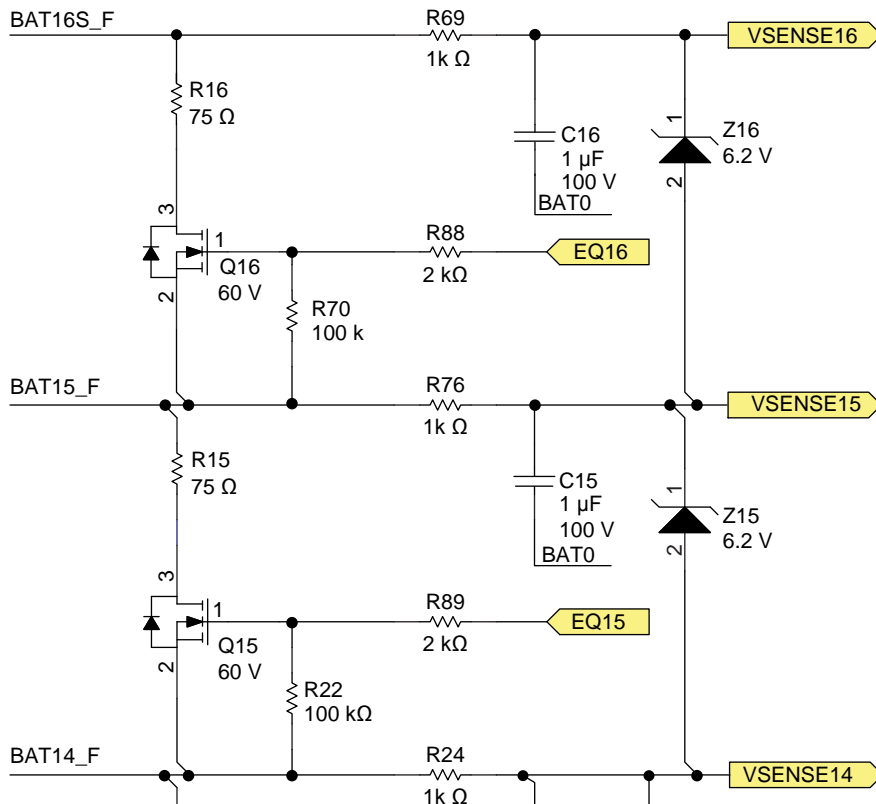 BAT16S_F
R69
1k Ω
VSENSE16
R16
75 Ω
C16
1 µF
100 V
BAT0
1
Z16
6.2 V
2
3
1
Q16
60 V
2
R88
2 kΩ
EQ16
R70
100 k
BAT15_F
R76
1k Ω
VSENSE15
R15
75 Ω
C15
1 µF
100 V
BAT0
1
Z15
6.2 V
2
3
1
Q15
60 V
2
R89
2 kΩ
EQ15
R22
100 kΩ
BAT14_F
R24
1k Ω
VSENSE14